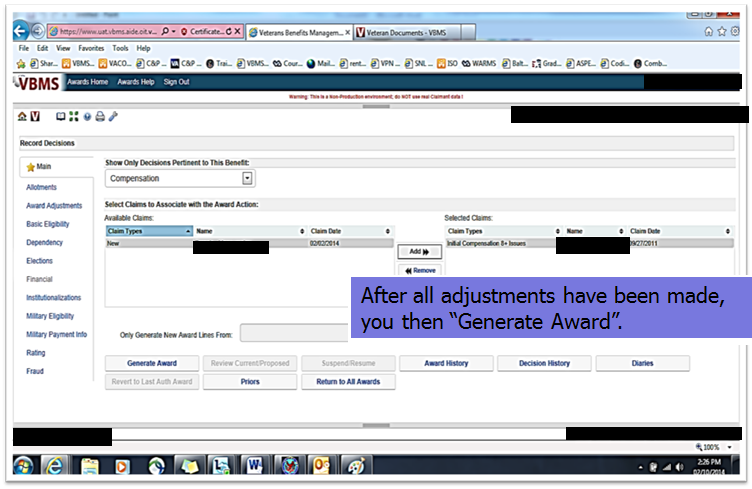 https://www.uat.vbms.aide.oit.v... Certificate... Veterans Benefits Managem... Veteran Documents - VBMS
File Edit View Favorites Tools Help
Shar... VBMS... VACO... C&P ... C&P ... Trai... VBMS... Cour... Mail... rent... VPN ... SNL ... ISO WARMS Balt... Grad... ASPE... Codi... Comb...
VBMS Awards Home Awards Help Sign Out
Warning: This is a Non-Production environment; do NOT use real Claimant data !
Record Decisions
Main
Allotments
Award Adjustments
Basic Eligibility
Dependency
Elections
Financial
Institutionalizations
Military Eligibility
Military Payment Info
Rating
Fraud
Show Only Decisions Pertinent to This Benefit:
Compensation
Select Claims to Associate with the Award Action:
Available Claims:
Claim Types Name Claim Date
New 02/02/2014
Add
Remove
Selected Claims:
Claim Types Name Claim Date
Initial Compensation 8+ Issues 09/27/2011
After all adjustments have been made,
you then “Generate Award”.
Only Generate New Award Lines From:
Generate Award Review Current/Proposed Suspend/Resume Award History Decision History Diaries
Revert to Last Auth Award Priors Return to All Awards
100%
2:26 PM
02/10/2014